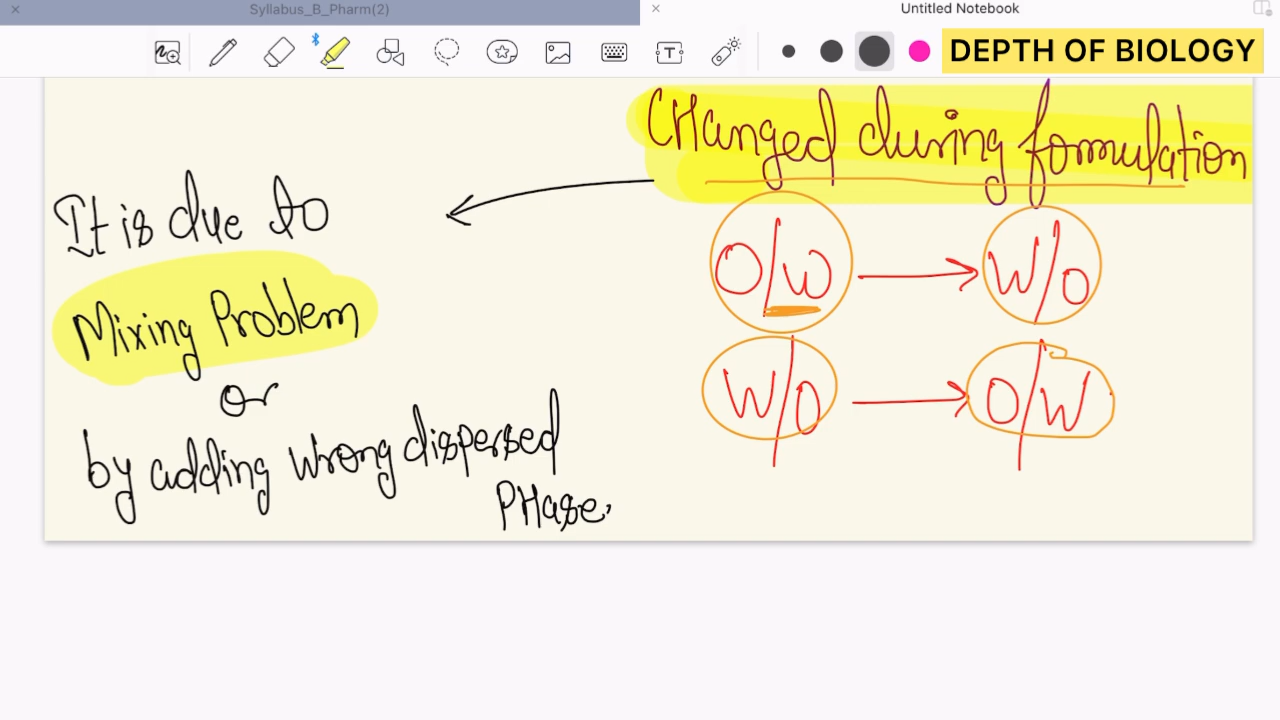 Syllabus_B_Pharm(2)
Untitled Notebook
DEPTH OF BIOLOGY
CHanged during formulation
It is due to
Mixing Problem
or
by adding wrong dispersed
PHase.
O/W → W/O
W/O → O/W